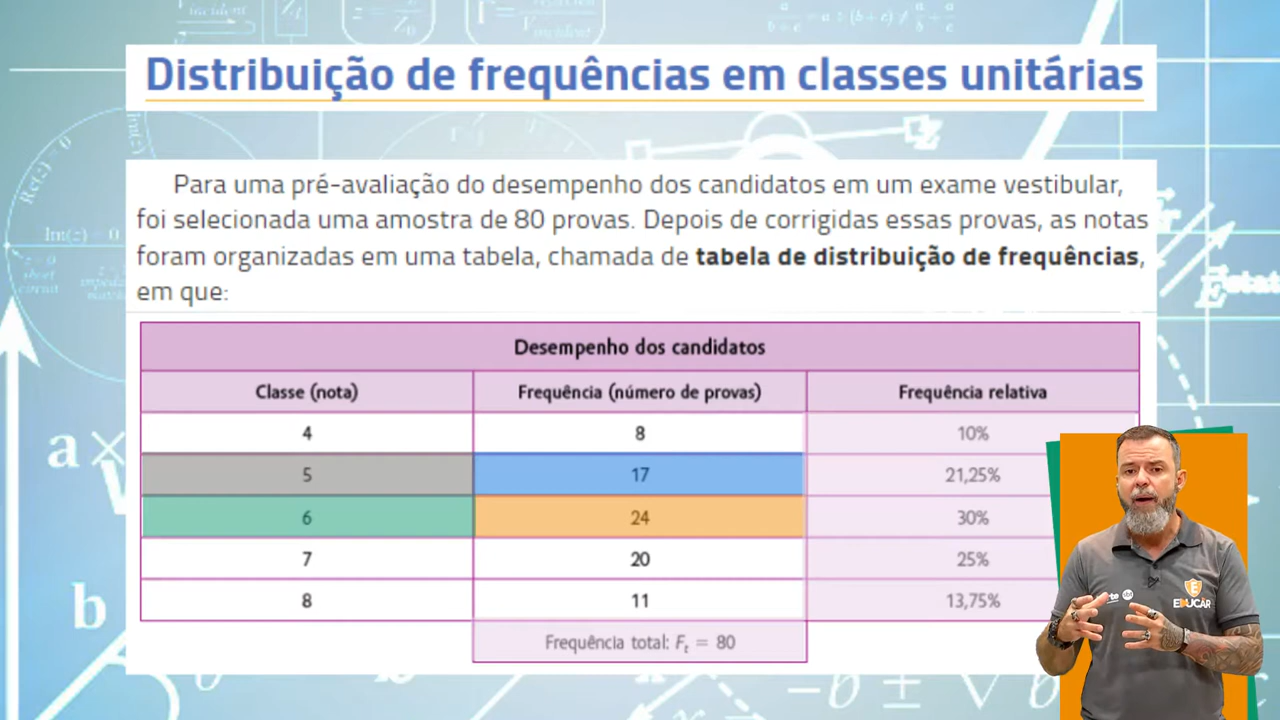 Distribuição de frequências em classes unitárias
Para uma pré-avaliação do desempenho dos candidatos em um exame vestibular,
foi selecionada uma amostra de 80 provas. Depois de corrigidas essas provas, as notas
foram organizadas em uma tabela, chamada de tabela de distribuição de frequências,
em que:
Desempenho dos candidatos
Classe (nota) Frequência (número de provas) Frequência relativa
4 8 10%
5 17 21,25%
6 24 30%
7 20 25%
8 11 13,75%
Frequência total: Fₜ = 80
EDUCAR